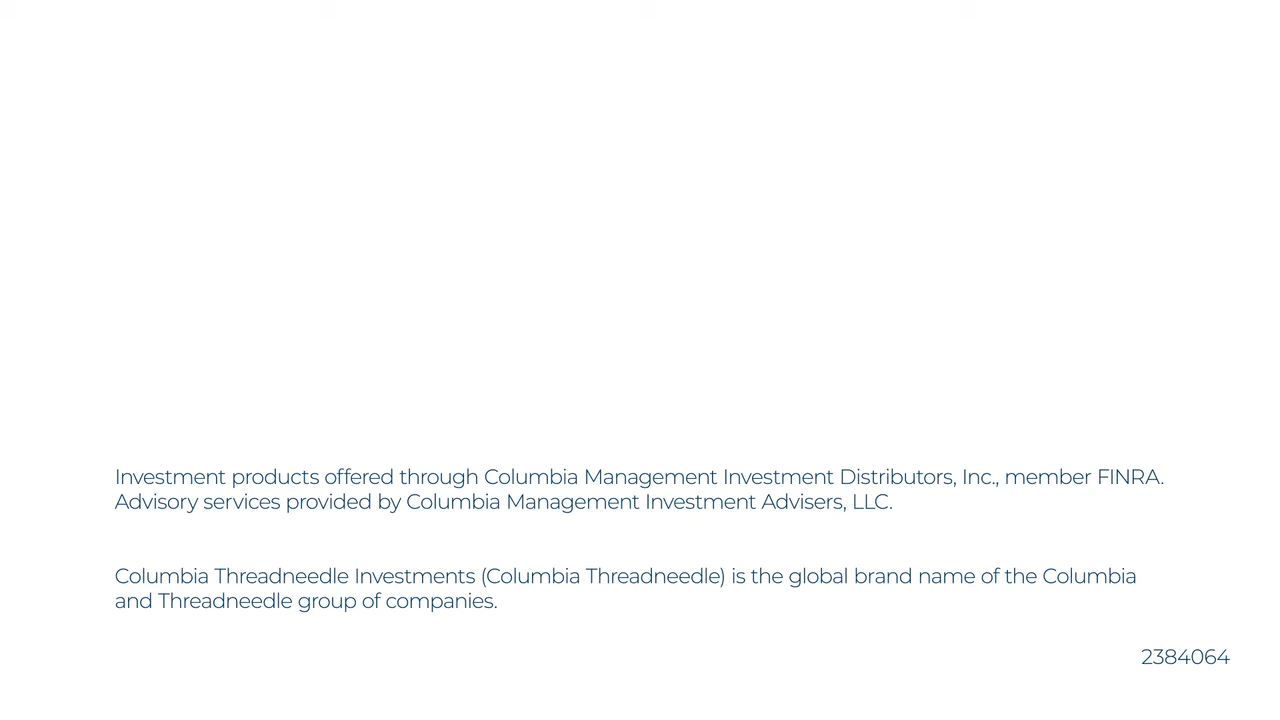 Investment products offered through Columbia Management Investment Distributors, Inc., member FINRA.
Advisory services provided by Columbia Management Investment Advisers, LLC.
Columbia Threadneedle Investments (Columbia Threadneedle) is the global brand name of the Columbia
and Threadneedle group of companies.
2384064